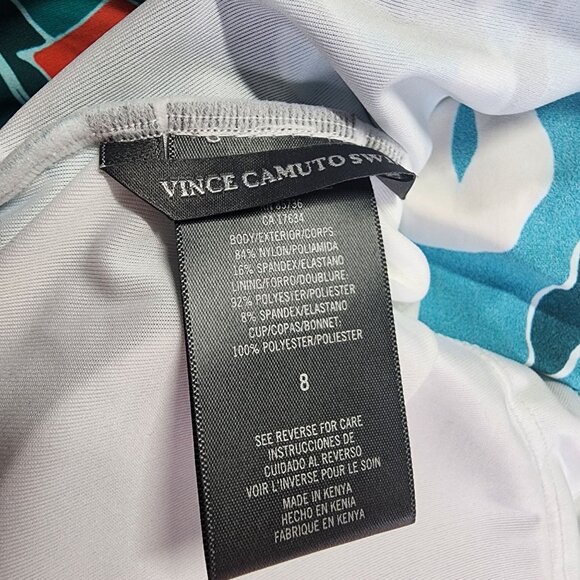 VINCE CAMUTO SW
CA 17634
BODY/EXTERIOR/CORPS:
84% NYLON/POLIAMIDA
16% SPANDEX/ELASTANO
LINING/FORRO/DOUBLURE:
92% POLYESTER/POLIESTER
8% SPANDEX/ELASTANO
CUP/COPAS/BONNET:
100% POLYESTER/POLIESTER
8
SEE REVERSE FOR CARE
INSTRUCCIONES DE
CUIDADO AL REVERSO
VOIR L'INVERSE POUR LE SOIN
MADE IN KENYA
HECHO EN KENIA
FABRIQUE EN KENYA